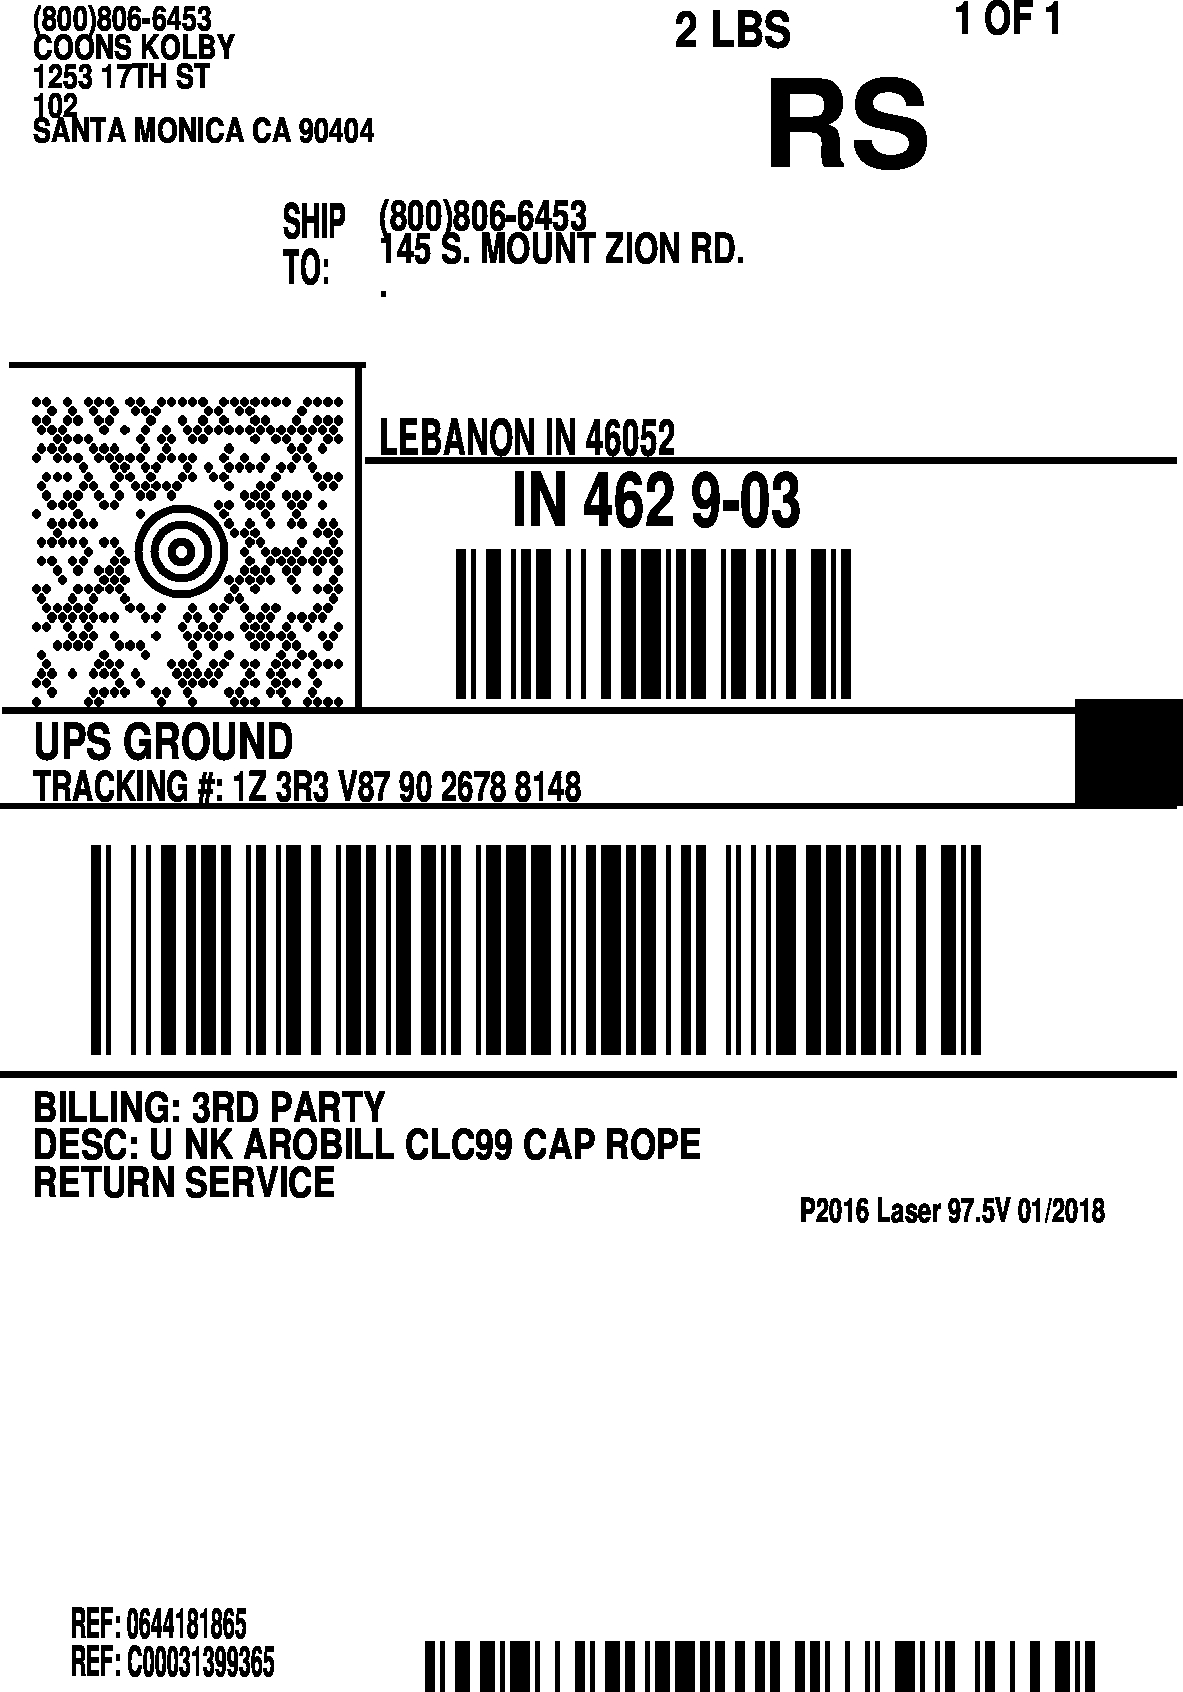 (800)806-6453
COONS KOLBY
1253 17TH ST
102
SANTA MONICA CA 90404
2 LBS
1 OF 1
RS
SHIP TO:
(800)806-6453
145 S. MOUNT ZION RD.
.
LEBANON IN 46052
IN 462 9-03
UPS GROUND
TRACKING #: 1Z 3R3 V87 90 2678 8148
BILLING: 3RD PARTY
DESC: U NK AROBILL CLC99 CAP ROPE
RETURN SERVICE
P2016 Laser 97.5V 01/2018
REF: 0644181865
REF: C00031399365